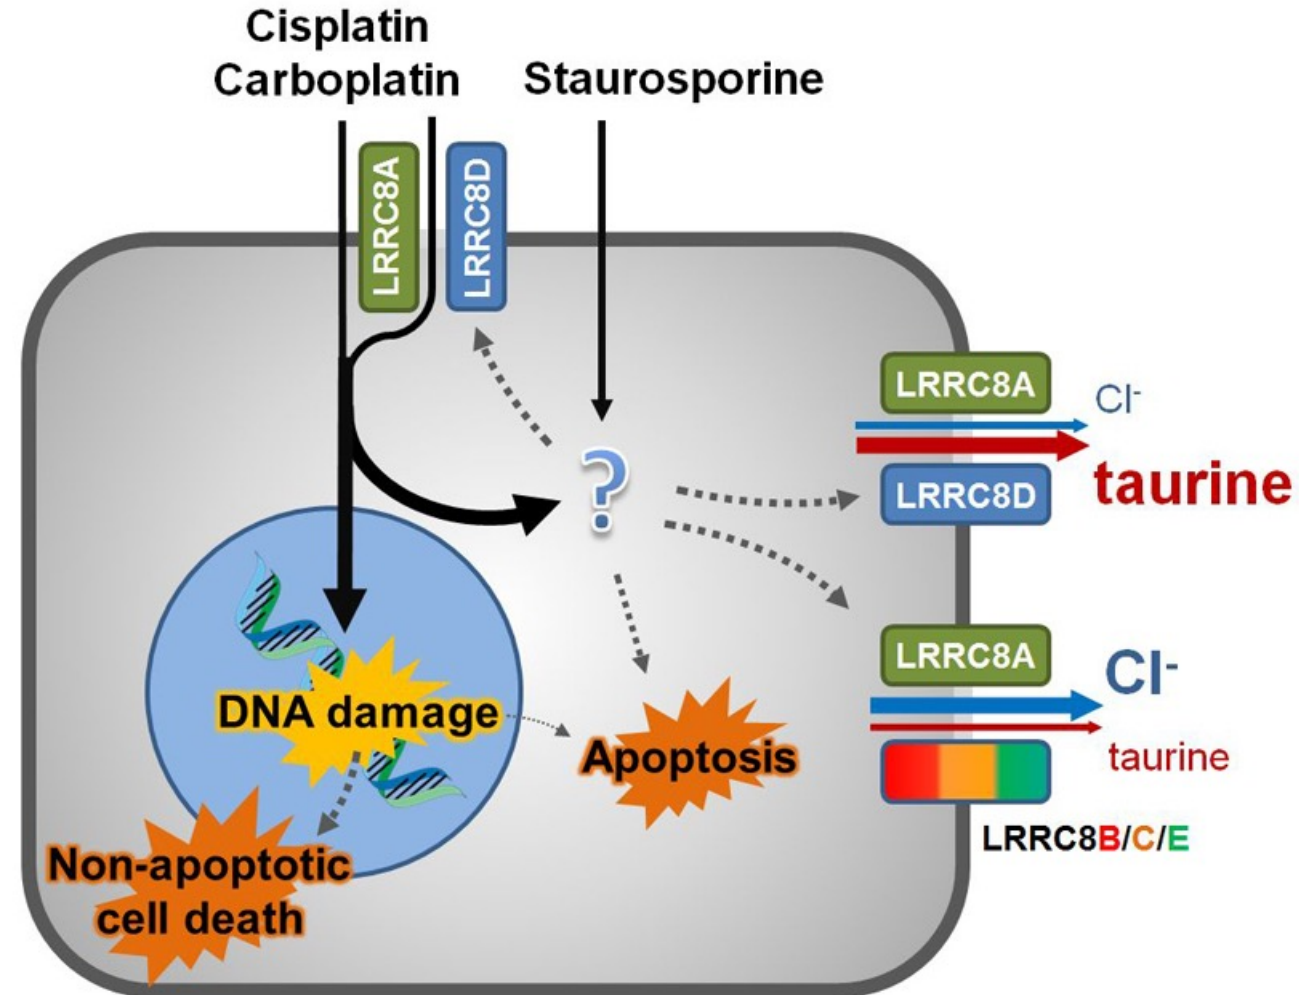 Cisplatin
Carboplatin
Staurosporine
LRRC8A
LRRC8D
?
LRRC8A
Cl-
taurine
LRRC8D
LRRC8A
Cl-
taurine
LRRC8B/C/E
DNA damage
Apoptosis
Non-apoptotic
cell death